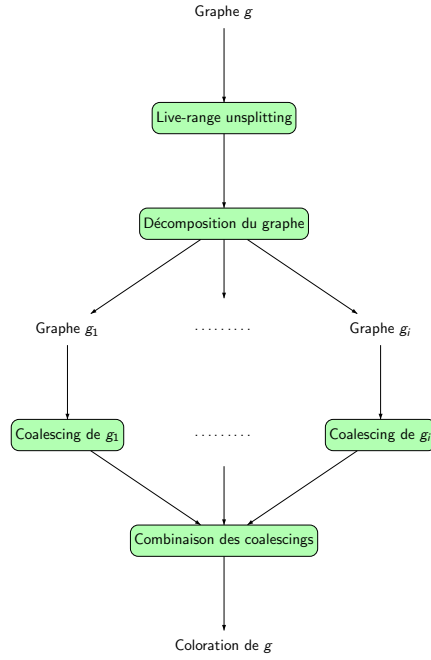 Graphe g
Live-range unsplitting
Décomposition du graphe
Graphe g₁ ......... Graphe gᵢ
Coalescing de g₁ ......... Coalescing de gᵢ
Combinaison des coalescings
Coloration de g